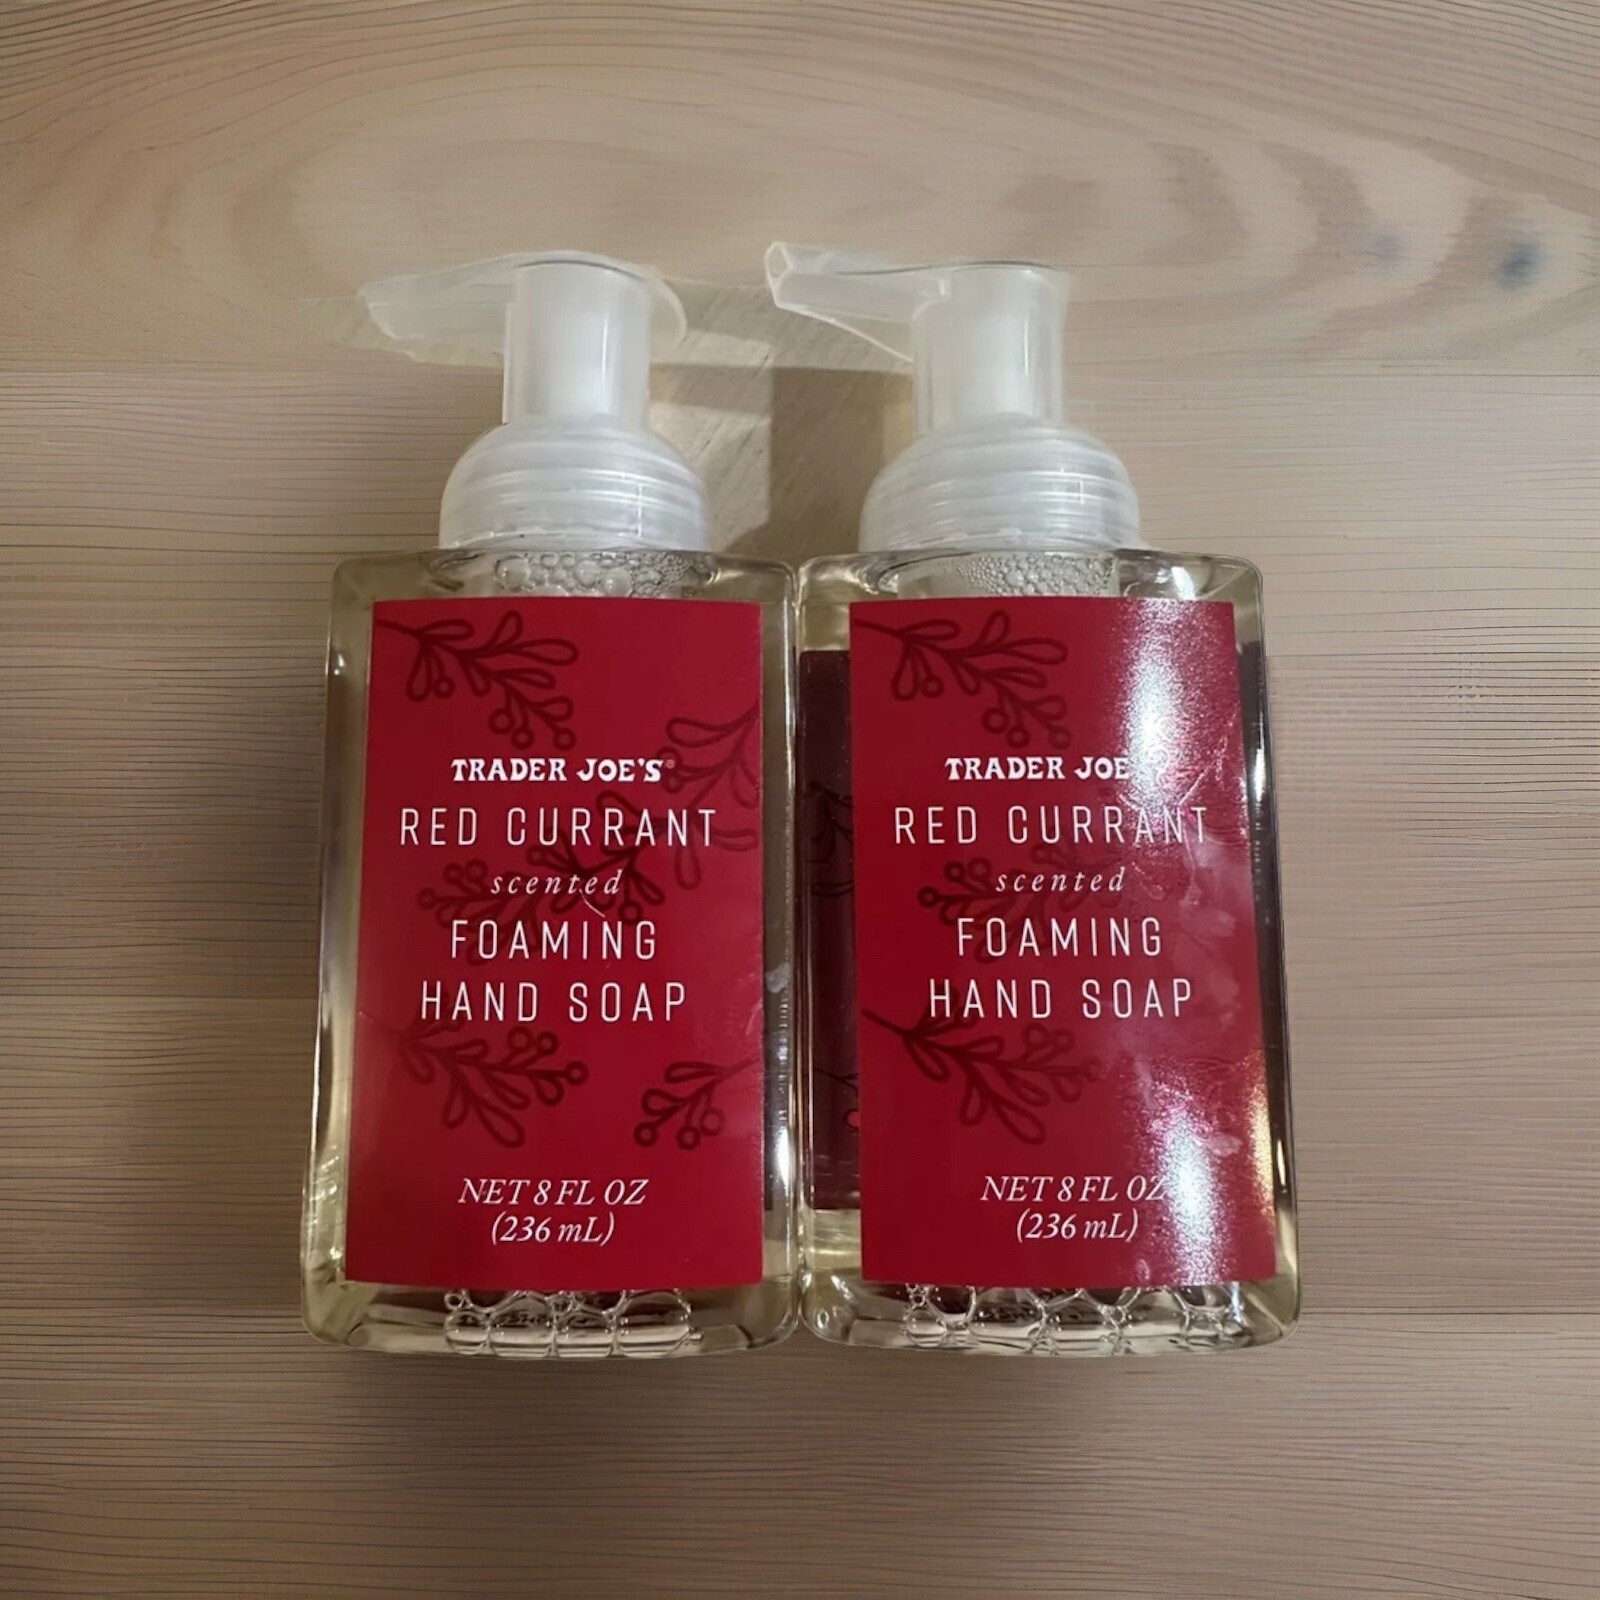 TRADER JOE'S®
RED CURRANT
scented
FOAMING
HAND SOAP
NET 8 FL OZ
(236 mL)
TRADER
RED CURRANT
scented
FOAMING
HAND SOAP
NET 8 FL OZ
(236 mL)